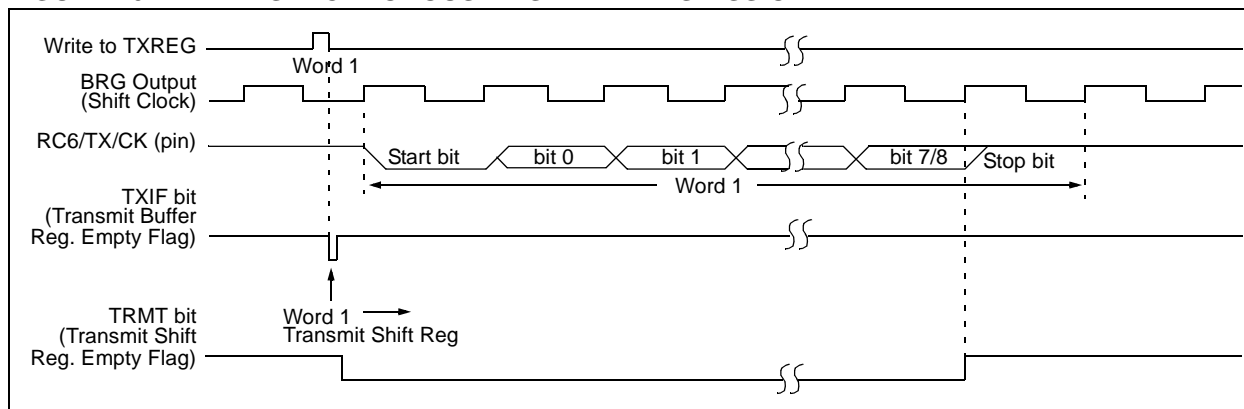 Write to TXREG
Word 1
BRG Output
(Shift Clock)
RC6/TX/CK (pin)
Start bit
bit 0
bit 1
bit 7/8
Stop bit
Word 1
TXIF bit
(Transmit Buffer
Reg. Empty Flag)
Word 1
Transmit Shift Reg
TRMT bit
(Transmit Shift
Reg. Empty Flag)